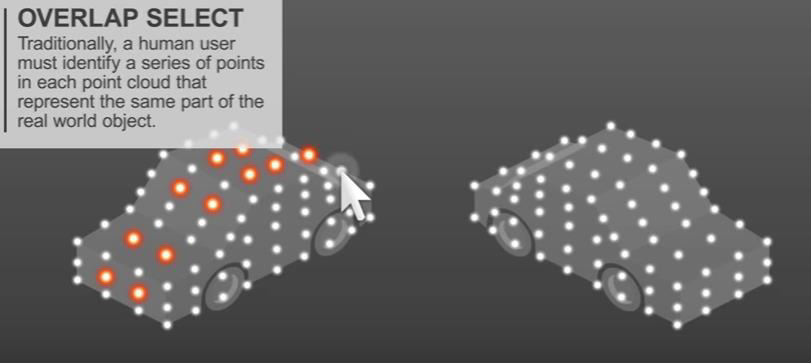 OVERLAP SELECT
Traditionally, a human user
must identify a series of points
in each point cloud that
represent the same part of the
real world object.